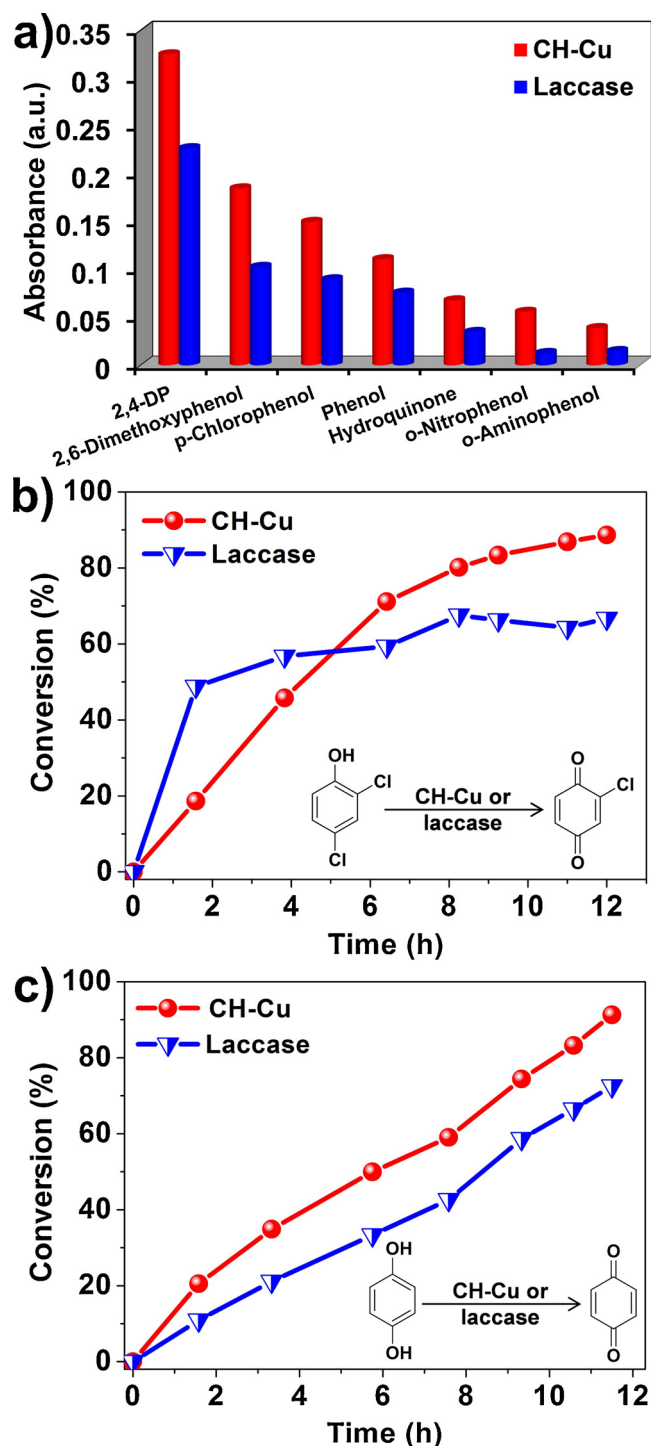 a)
0.35
0.3
0.25
0.2
0.15
0.1
0.05
0
Absorbance (a.u.)
CH-Cu
Laccase
2,4-DP
2,6-Dimethoxyphenol
p-Chlorophenol
Phenol
Hydroquinone
o-Nitrophenol
o-Aminophenol
b)
100
80
60
40
20
0
Conversion (%)
CH-Cu
Laccase
OH
Cl
Cl
CH-Cu or
laccase
O
Cl
O
0 2 4 6 8 10 12
Time (h)
c)
100
80
60
40
20
0
Conversion (%)
CH-Cu
Laccase
OH
OH
CH-Cu or
laccase
O
O
0 2 4 6 8 10 12
Time (h)